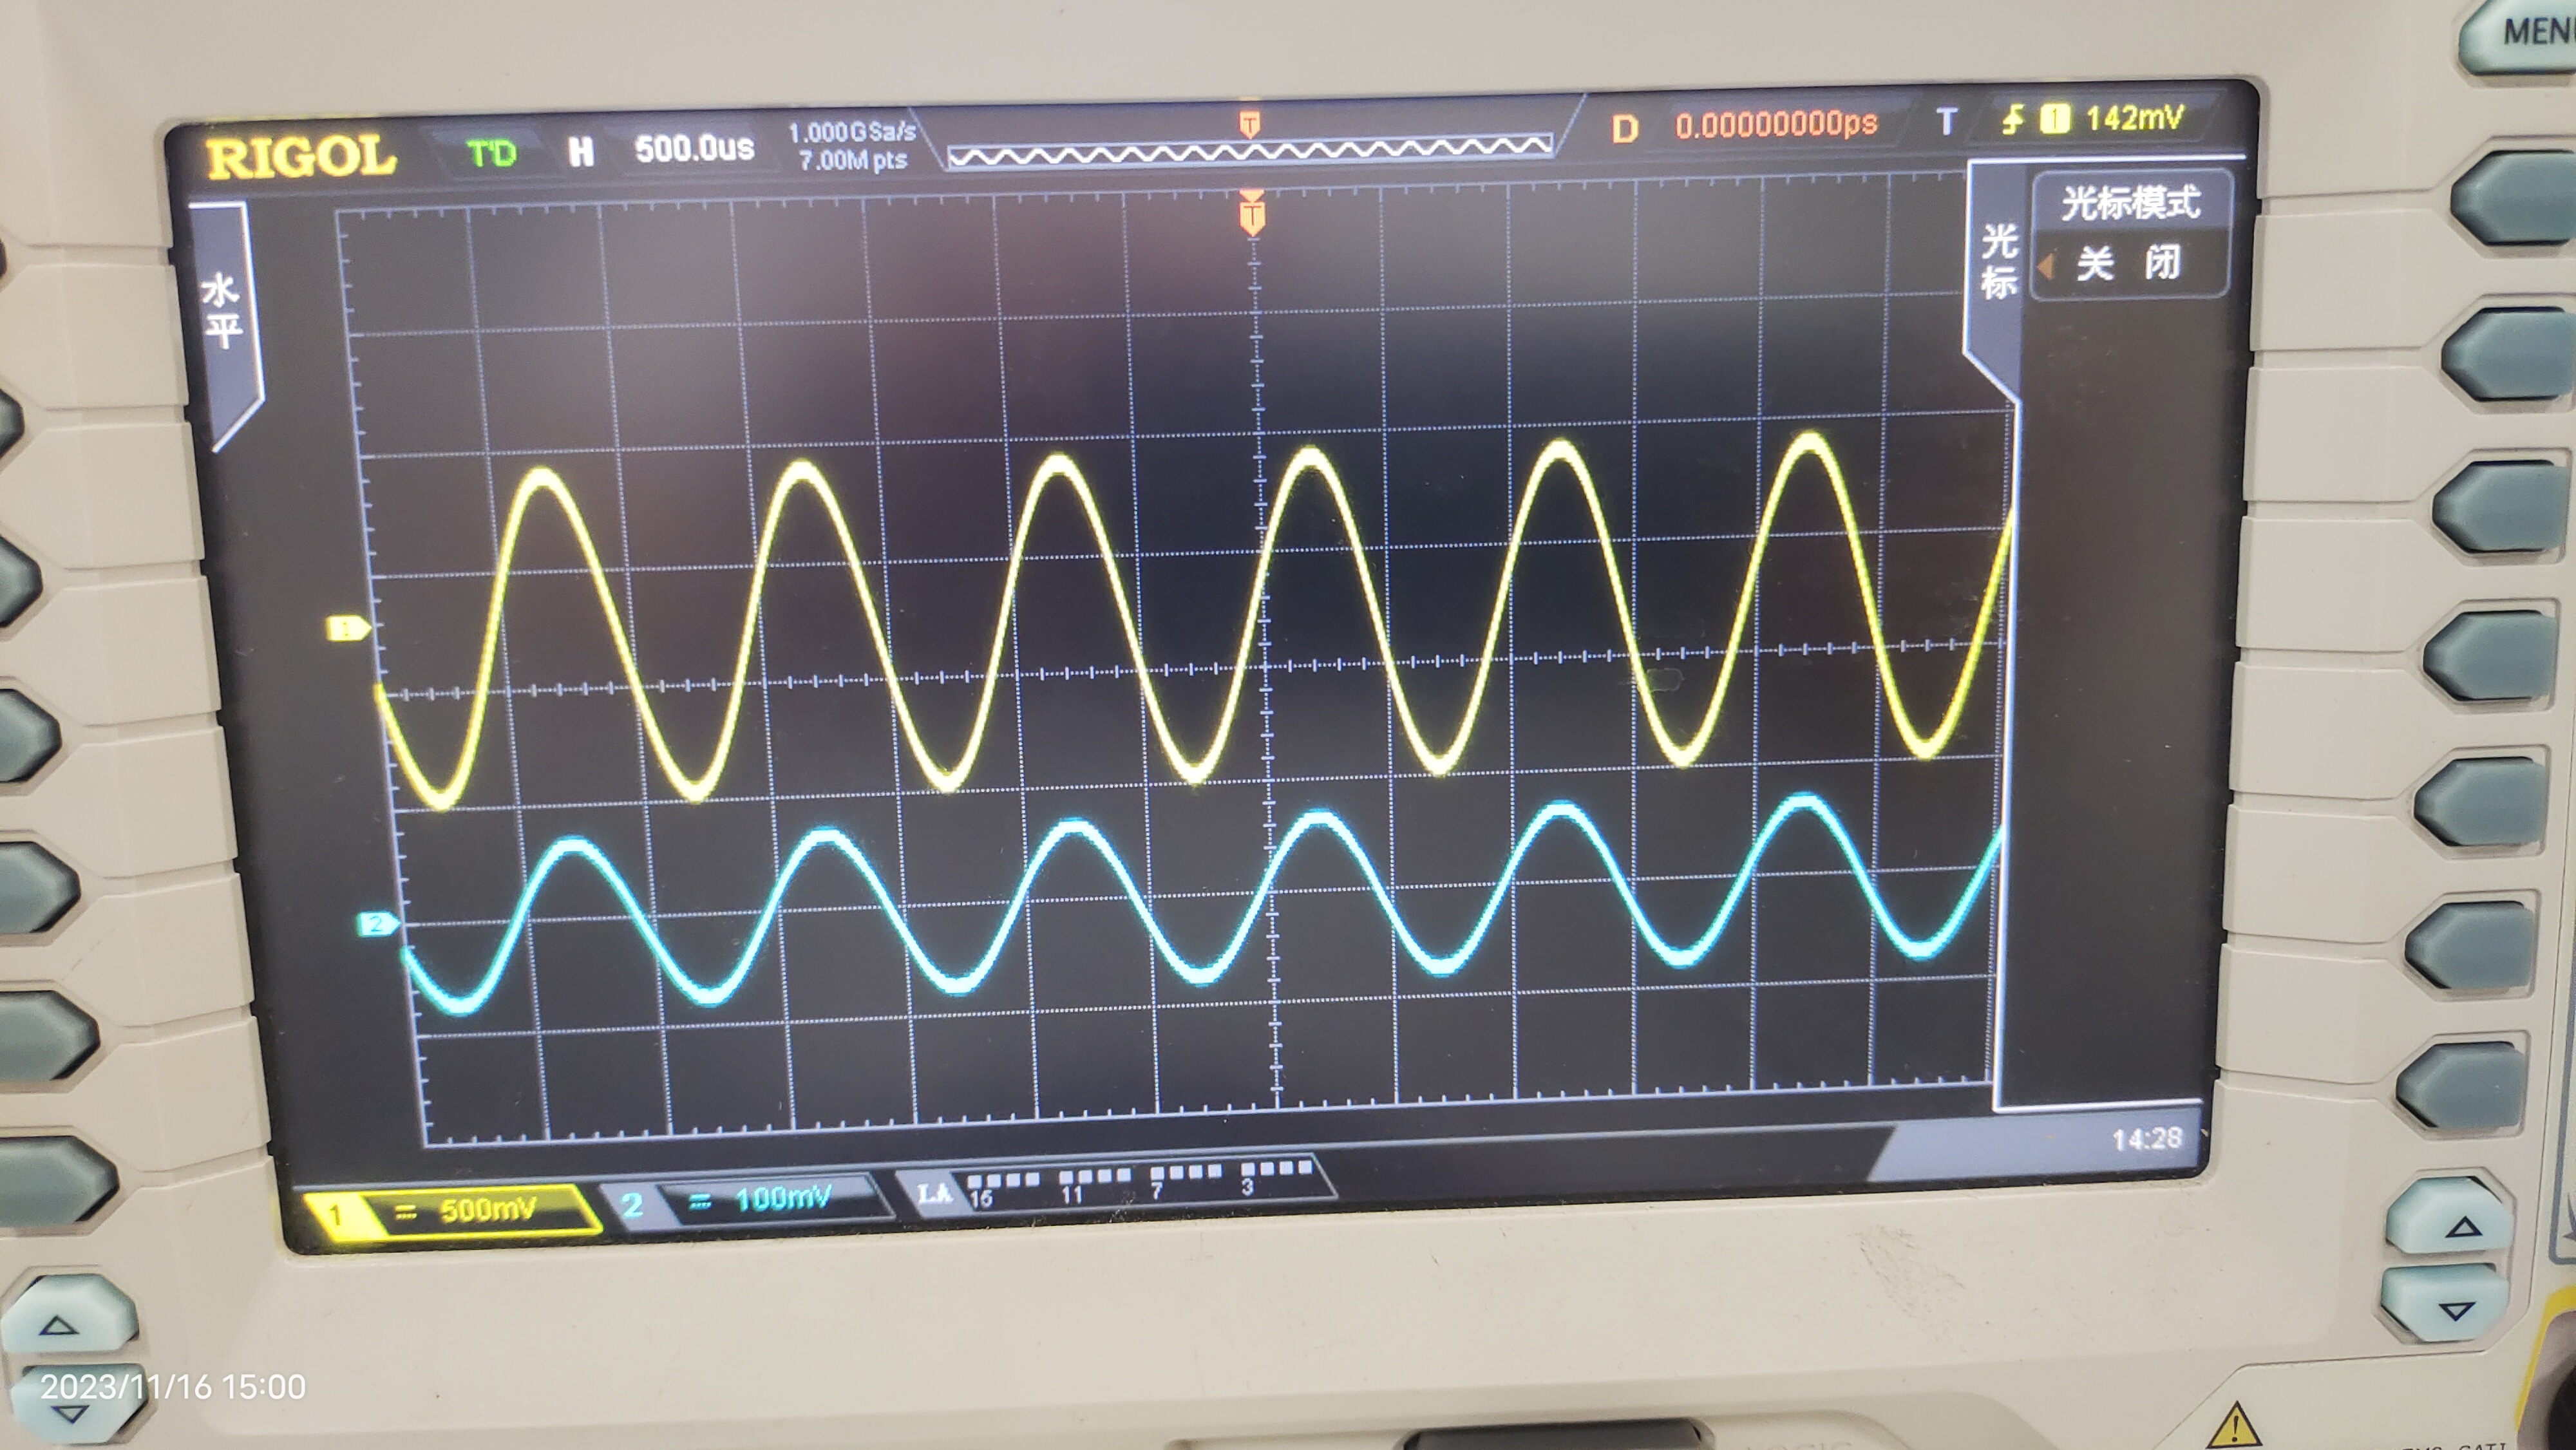 MENU
RIGOL T'D H 500.0us 1.000GSa/s
7.00M pts
T
D 0.00000000ps T 1 142mV
水平
T
光标
光标模式
关 闭
1
2
14:28
1 500mV 2 100mV LA 15 11 7 3
2023/11/16 15:00